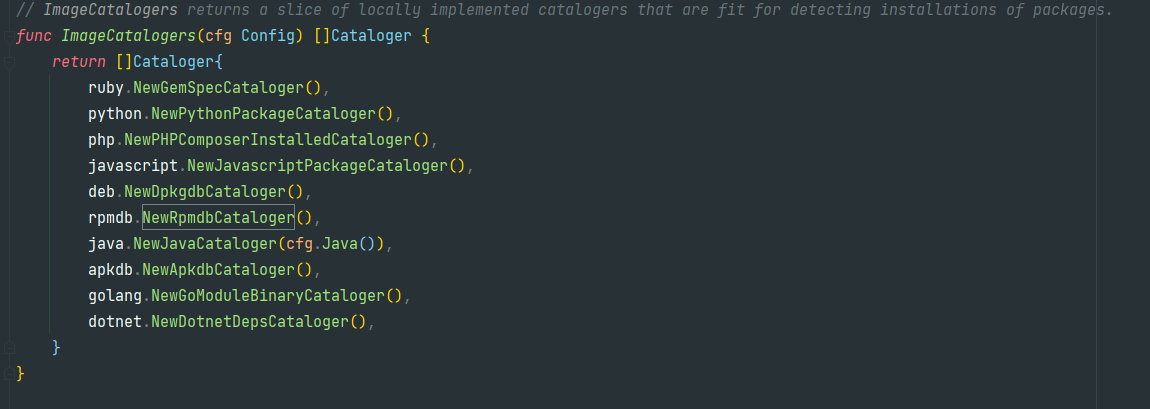 // ImageCatalogers returns a slice of locally implemented catalogers that are fit for detecting installations of packages.
func ImageCatalogers(cfg Config) []Cataloger {
return []Cataloger{
ruby.NewGemSpecCataloger(),
python.NewPythonPackageCataloger(),
php.NewPHPComposerInstalledCataloger(),
javascript.NewJavascriptPackageCataloger(),
deb.NewDpkgdbCataloger(),
rpmdb.NewRpmdbCataloger(),
java.NewJavaCataloger(cfg.Java()),
apkdb.NewApkdbCataloger(),
golang.NewGoModuleBinaryCataloger(),
dotnet.NewDotnetDepsCataloger(),
}
}